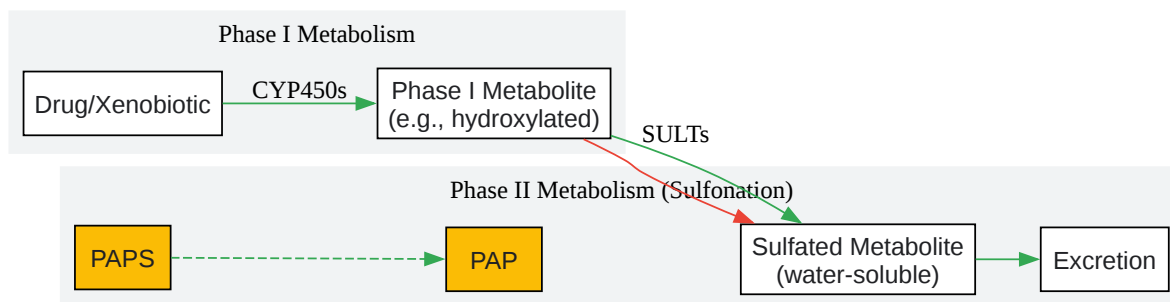 Phase I Metabolism
Drug/Xenobiotic
CYP450s
Phase I Metabolite
(e.g., hydroxylated)
SULTs
Phase II Metabolism (Sulfonation)
PAPS
PAP
Sulfated Metabolite
(water-soluble)
Excretion